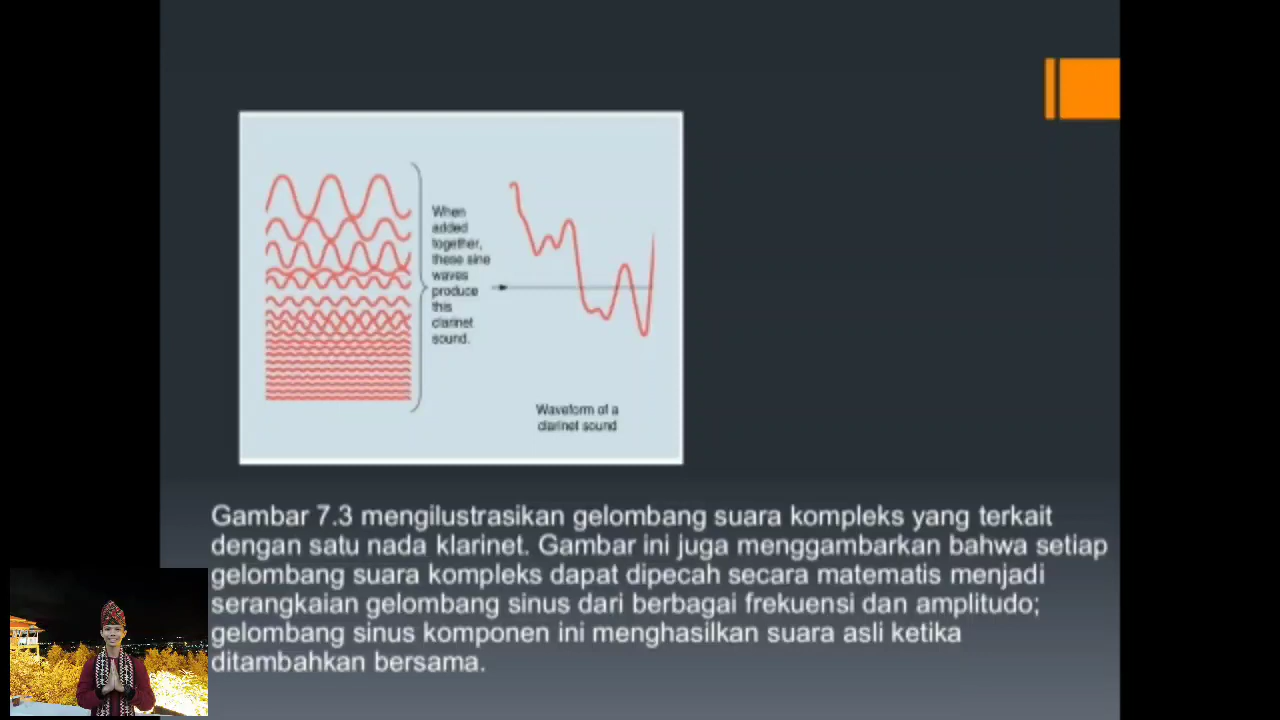 When
added
together,
these sine
waves
produce
this
clarinet
sound.
Waveform of a
clarinet sound
Gambar 7.3 mengilustrasikan gelombang suara kompleks yang terkait
dengan satu nada klarinet. Gambar ini juga menggambarkan bahwa setiap
gelombang suara kompleks dapat dipecah secara matematis menjadi
serangkaian gelombang sinus dari berbagai frekuensi dan amplitudo;
gelombang sinus komponen ini menghasilkan suara asli ketika
ditambahkan bersama.